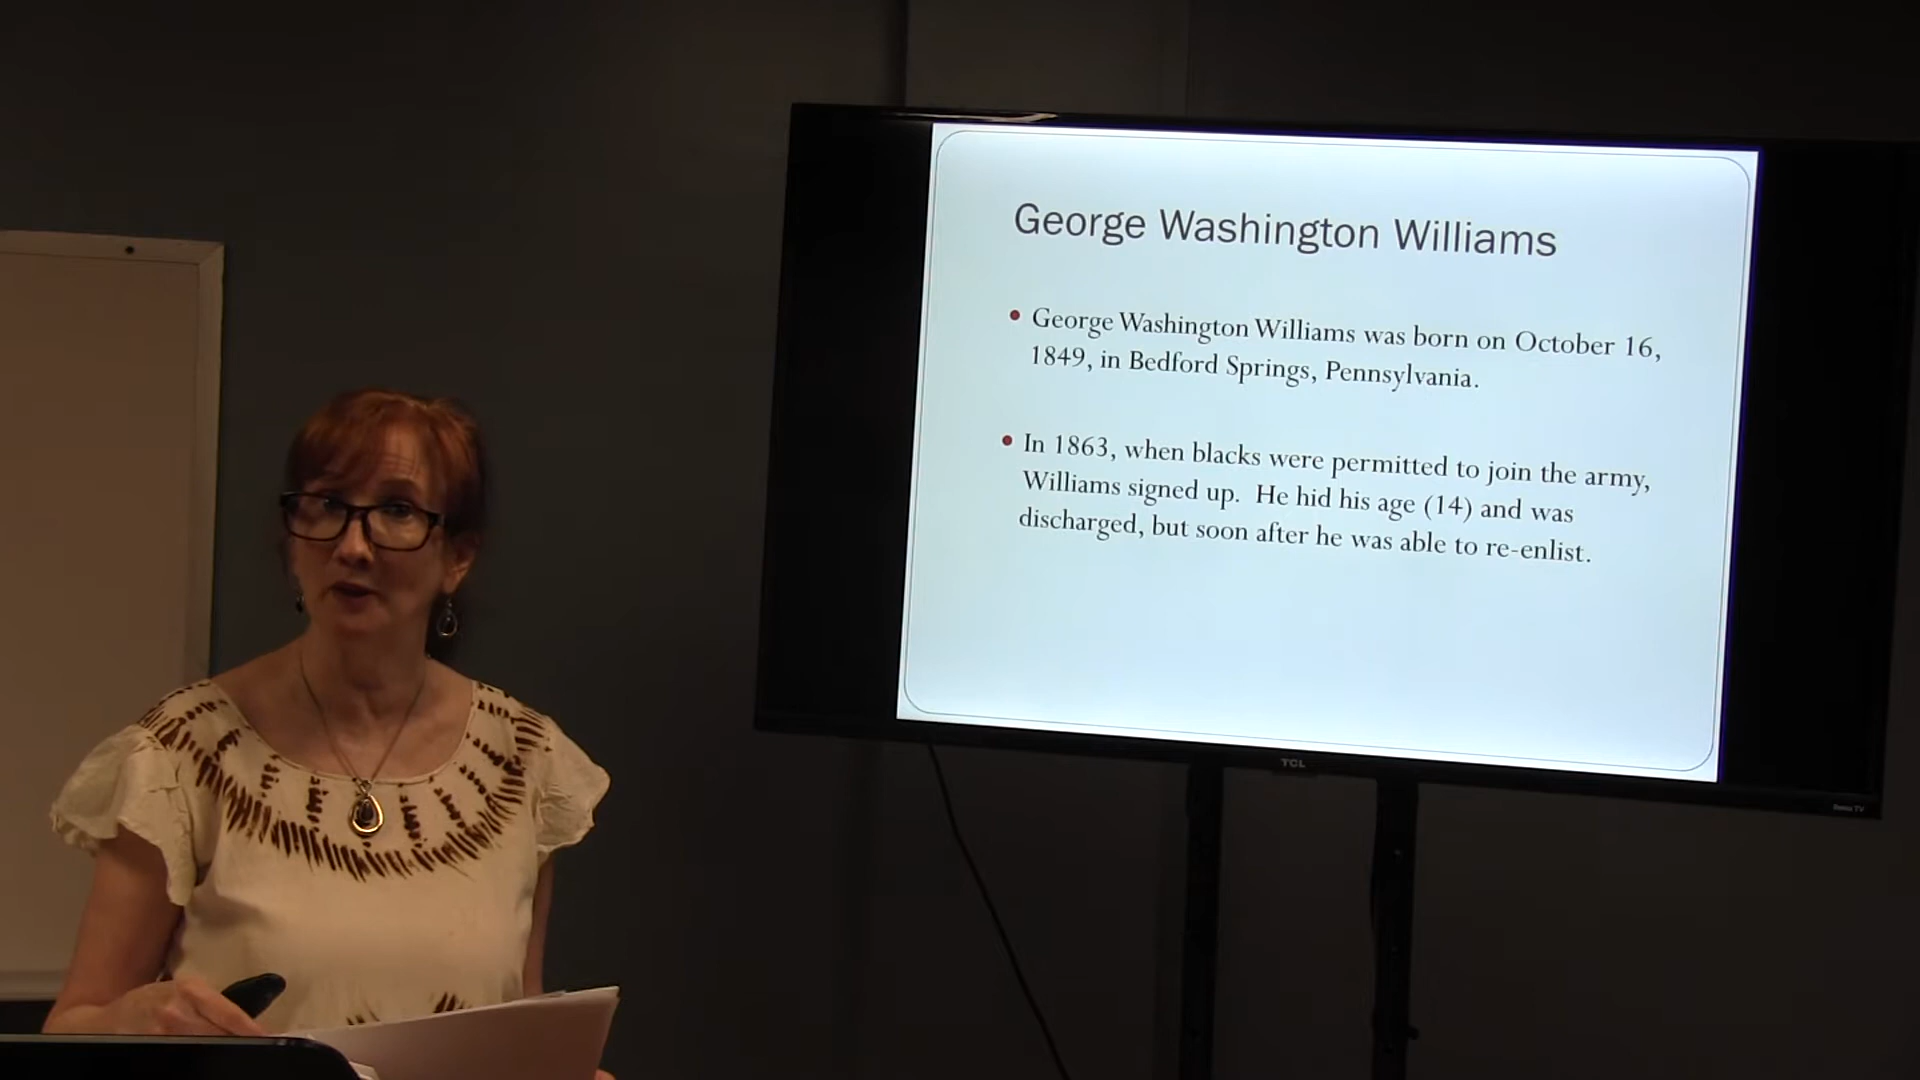 George Washington Williams
• George Washington Williams was born on October 16,
1849, in Bedford Springs, Pennsylvania.
• In 1863, when blacks were permitted to join the army,
Williams signed up. He hid his age (14) and was
discharged, but soon after he was able to re-enlist.
TCL
Roku TV